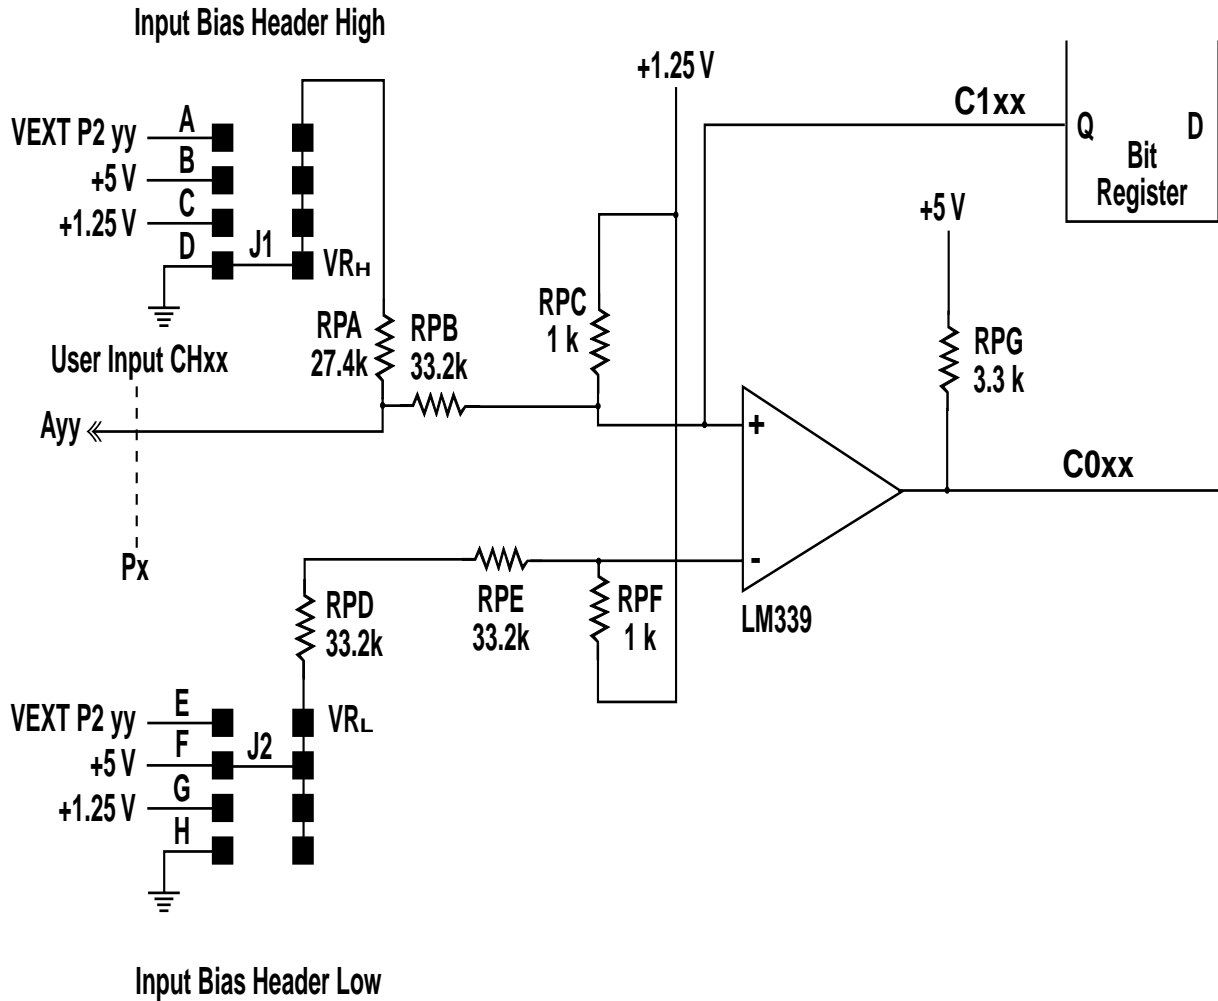 Input Bias Header High
+1.25 V
C1xx
A
VEXT P2 yy
Q
D
B
+5 V
Bit
Register
C
+1.25 V
+5 V
D
J1
VRH
RPC
1 k
RPA
27.4k
RPB
33.2k
RPG
3.3 k
User Input CHxx
Ayy
+
C0xx
Px
-
RPD
33.2k
RPE
33.2k
RPF
1 k
LM339
E
VEXT P2 yy
VRL
F
J2
+5 V
G
+1.25 V
H
Input Bias Header Low